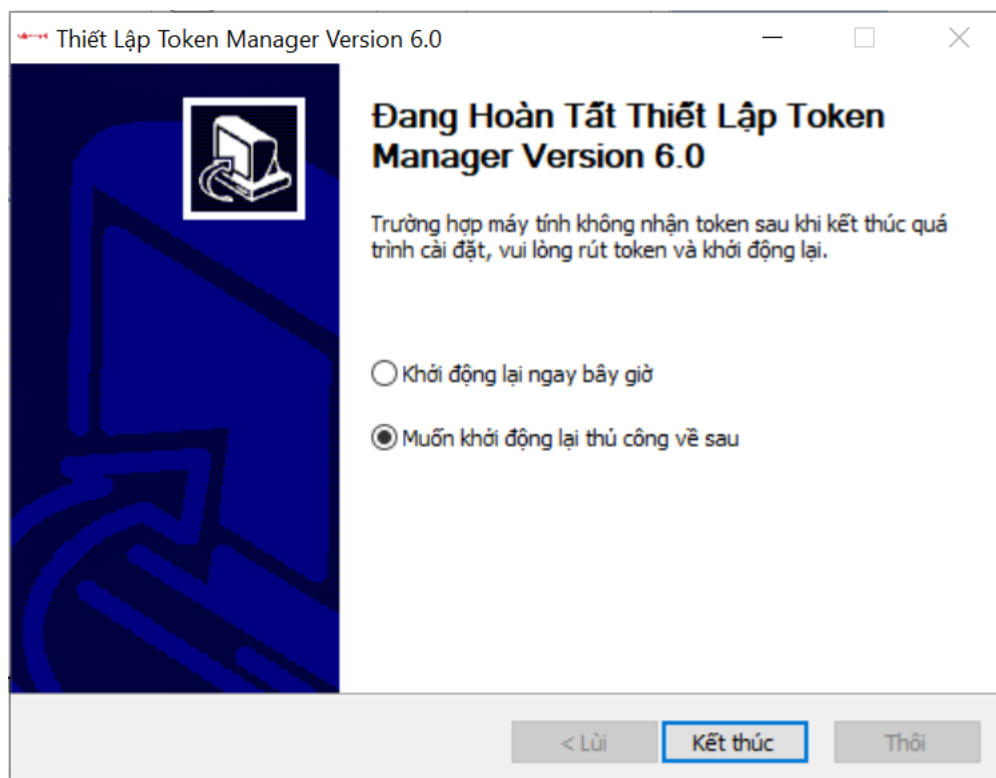 Thiết Lập Token Manager Version 6.0
Đang Hoàn Tất Thiết Lập Token
Manager Version 6.0
Trường hợp máy tính không nhận token sau khi kết thúc quá
trình cài đặt, vui lòng rút token và khởi động lại.
Khởi động lại ngay bây giờ
Muốn khởi động lại thủ công về sau
< Lùi
Kết thúc
Thôi